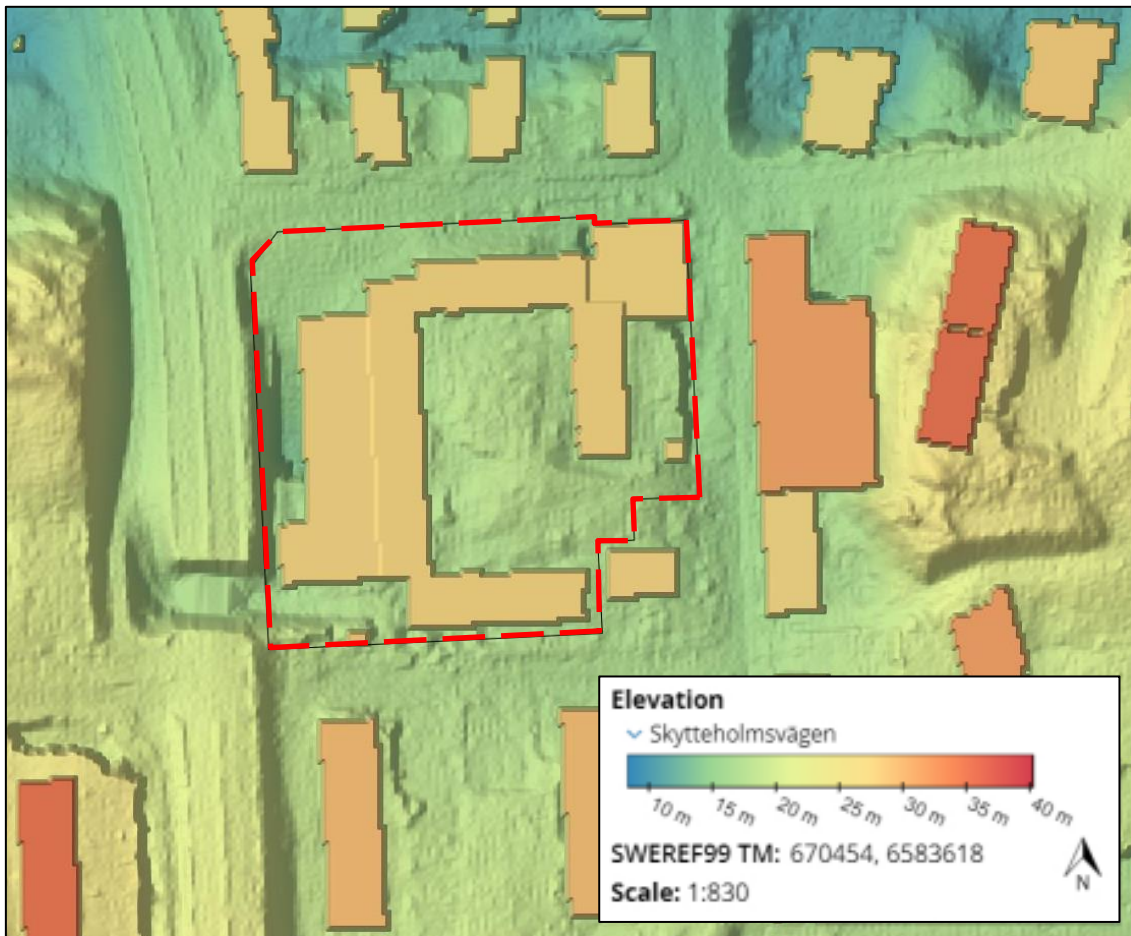 Elevation
Skytteholmsvägen
10 m 15 m 20 m 25 m 30 m 35 m 40 m
SWEREF99 TM: 670454, 6583618
Scale: 1:830
N